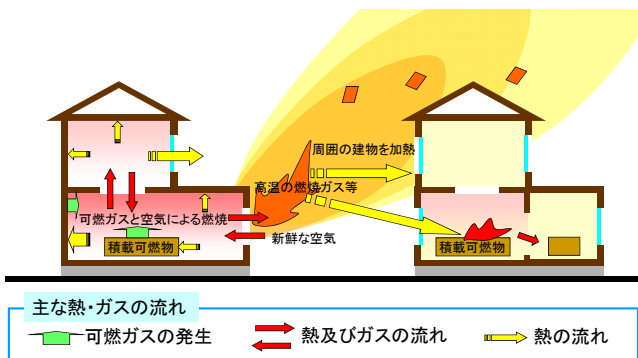 周囲の建物を加熱
高温の燃焼ガス等
可燃ガスと空気による燃焼
新鮮な空気
積載可燃物
積載可燃物
主な熱・ガスの流れ
可燃ガスの発生
熱及びガスの流れ
熱の流れ